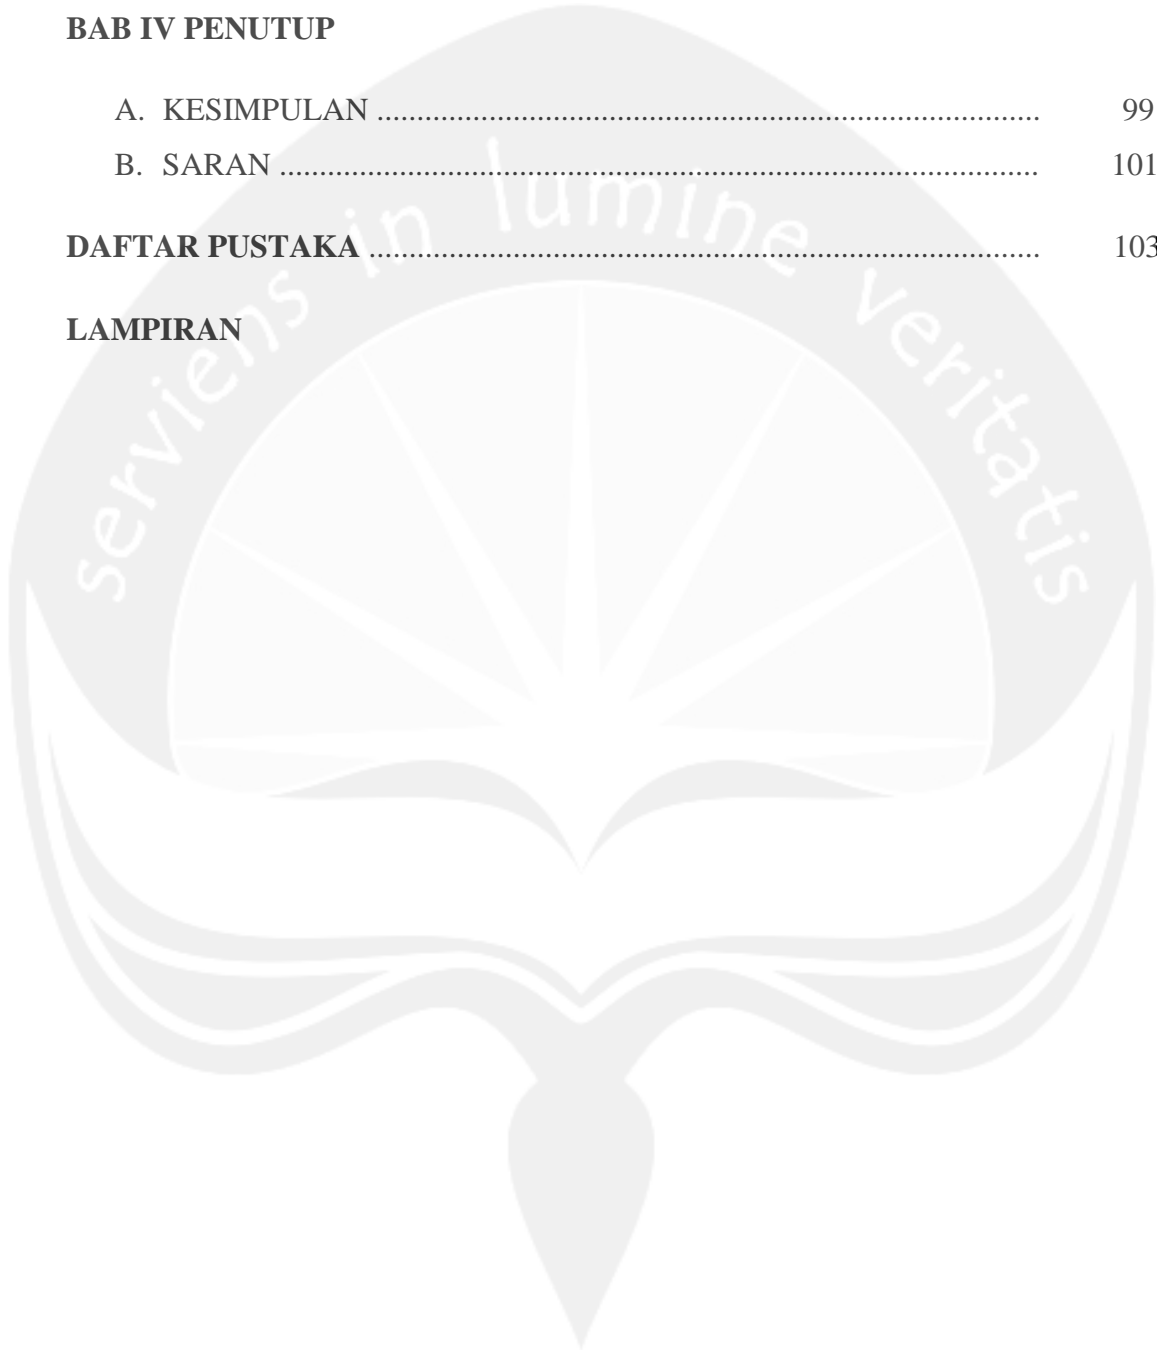 BAB IV PENUTUP
A. KESIMPULAN ........................................................................................ 99
B. SARAN ........................................................................................ 101
DAFTAR PUSTAKA ........................................................................................ 103
LAMPIRAN
serviens in lumine veritatis